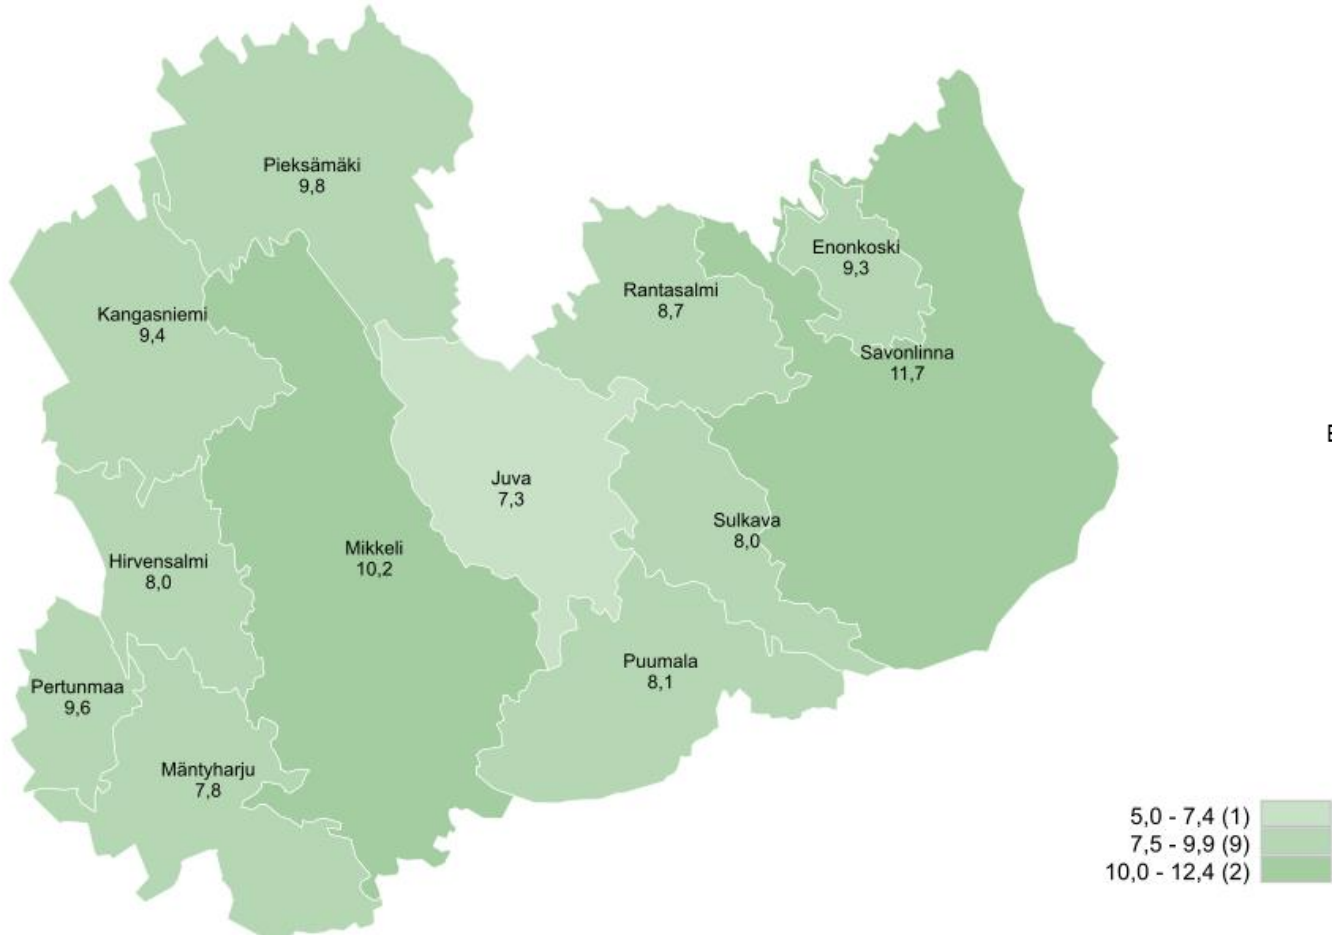 Pieksämäki
9,8
Enonkoski
9,3
Rantasalmi
8,7
Kangasniemi
9,4
Savonlinna
11,7
E
Juva
7,3
Sulkava
8,0
Mikkeli
10,2
Hirvensalmi
8,0
Puumala
8,1
Pertunmaa
9,6
Mäntyharju
7,8
5,0 - 7,4 (1)
7,5 - 9,9 (9)
10,0 - 12,4 (2)